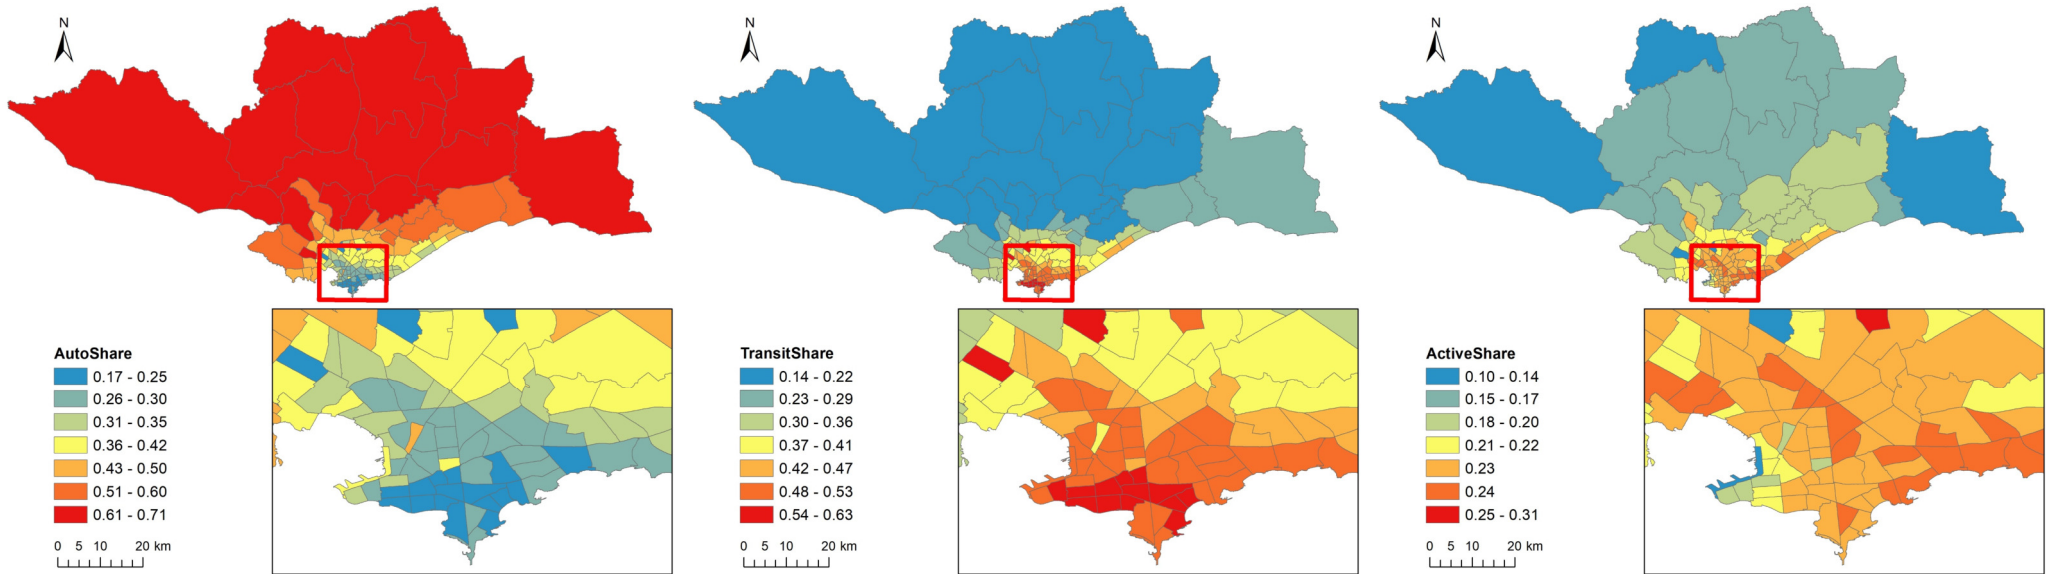 N
AutoShare
0.17 - 0.25
0.26 - 0.30
0.31 - 0.35
0.36 - 0.42
0.43 - 0.50
0.51 - 0.60
0.61 - 0.71
0 5 10 20 km
N
TransitShare
0.14 - 0.22
0.23 - 0.29
0.30 - 0.36
0.37 - 0.41
0.42 - 0.47
0.48 - 0.53
0.54 - 0.63
0 5 10 20 km
N
ActiveShare
0.10 - 0.14
0.15 - 0.17
0.18 - 0.20
0.21 - 0.22
0.23
0.24
0.25 - 0.31
0 5 10 20 km